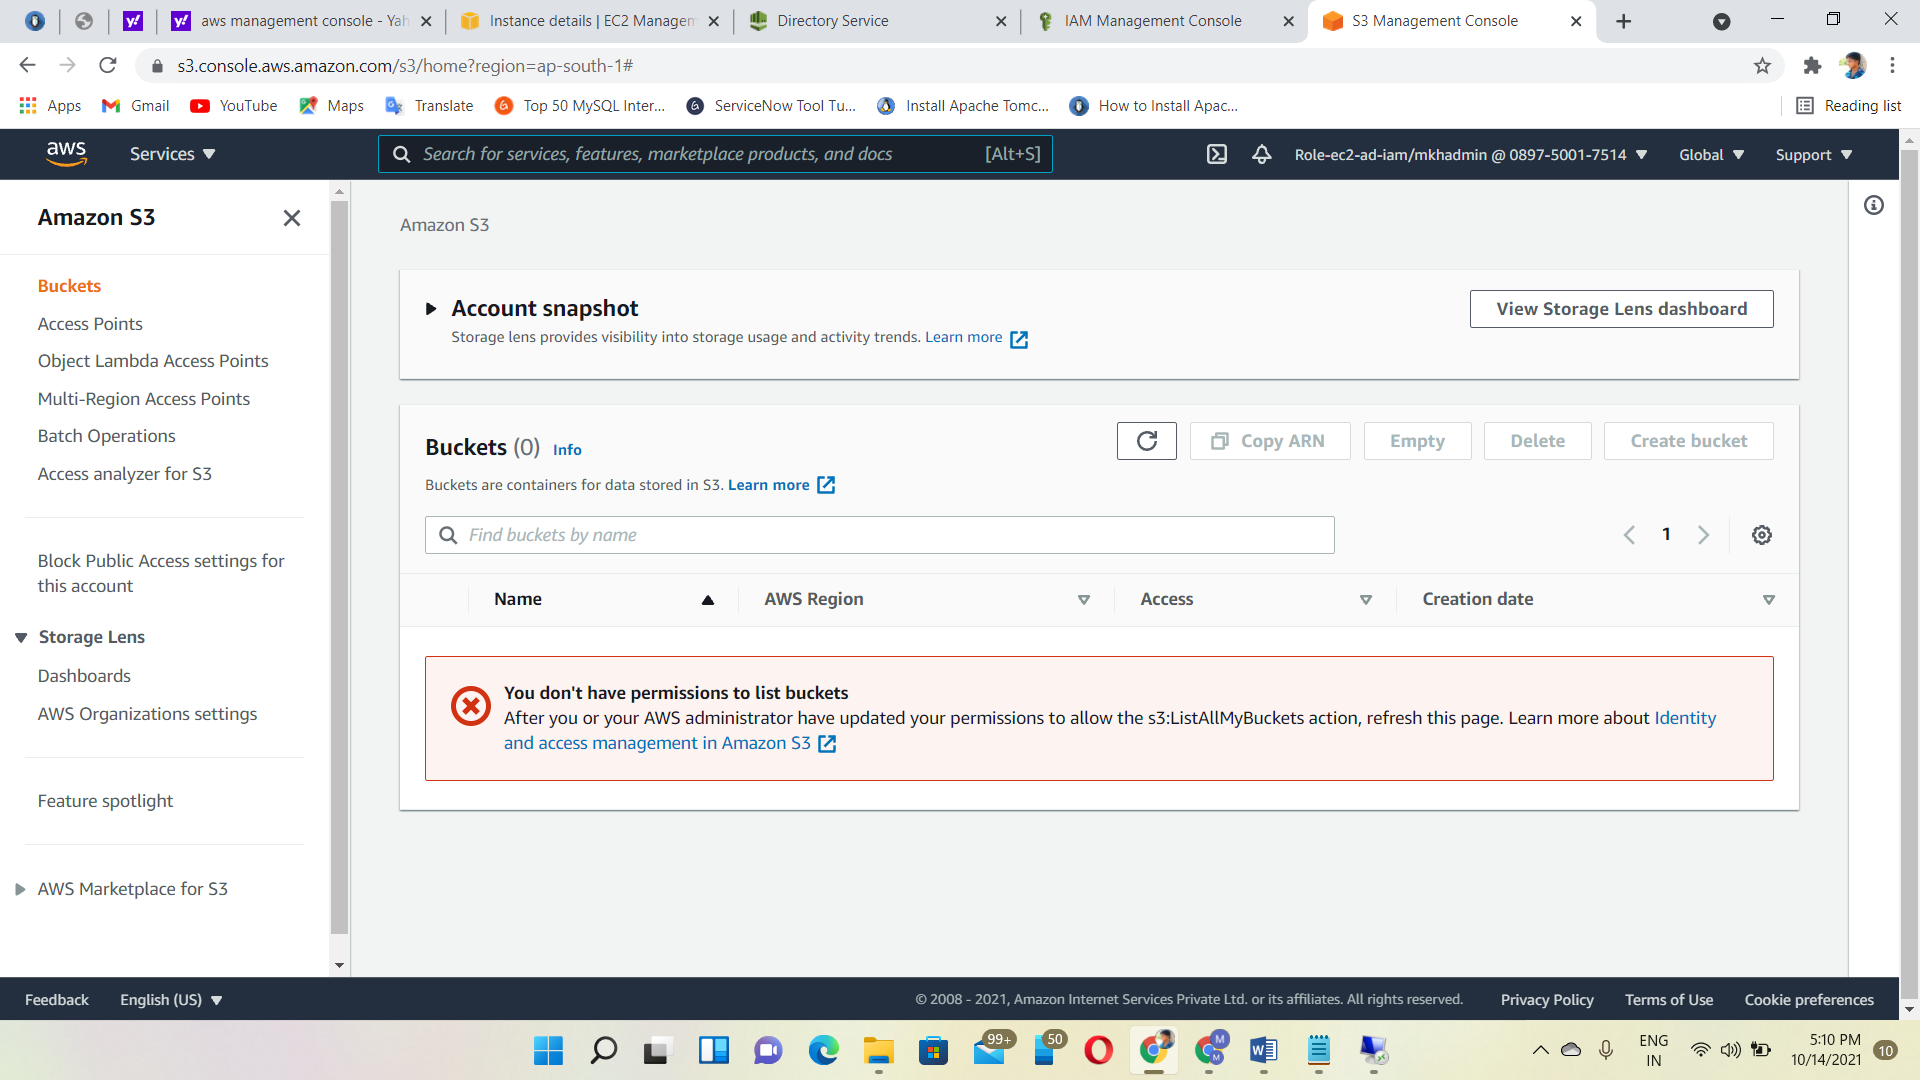 aws management console - Yah
Instance details | EC2 Managem
Directory Service
IAM Management Console
S3 Management Console
s3.console.aws.amazon.com/s3/home?region=ap-south-1#
Apps
Gmail
YouTube
Maps
Translate
Top 50 MySQL Inter...
ServiceNow Tool Tu...
Install Apache Tomc...
How to Install Apac...
Reading list
aws
Services
Search for services, features, marketplace products, and docs
[Alt+S]
Role-ec2-ad-iam/mkhadmin @ 0897-5001-7514
Global
Support
Amazon S3
Buckets
Access Points
Object Lambda Access Points
Multi-Region Access Points
Batch Operations
Access analyzer for S3
Block Public Access settings for
this account
Storage Lens
Dashboards
AWS Organizations settings
Feature spotlight
AWS Marketplace for S3
Amazon S3
Account snapshot
Storage lens provides visibility into storage usage and activity trends. Learn more
View Storage Lens dashboard
Buckets (0) Info
Copy ARN
Empty
Delete
Create bucket
Buckets are containers for data stored in S3. Learn more
Find buckets by name
1
Name
AWS Region
Access
Creation date
You don't have permissions to list buckets
After you or your AWS administrator have updated your permissions to allow the s3:ListAllMyBuckets action, refresh this page. Learn more about Identity
and access management in Amazon S3
Feedback
English (US)
© 2008 - 2021, Amazon Internet Services Private Ltd. or its affiliates. All rights reserved.
Privacy Policy
Terms of Use
Cookie preferences
99+
50
M
M
ENG
IN
5:10 PM
10/14/2021
10